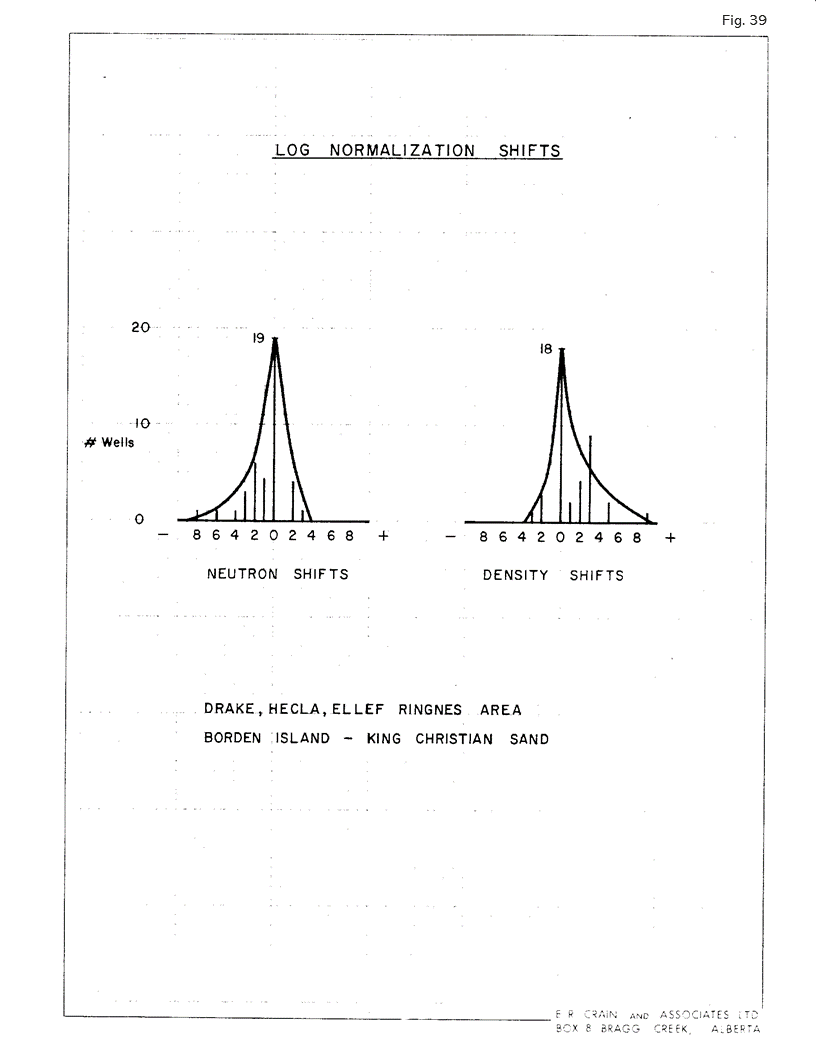 Fig. 39
LOG NORMALIZATION SHIFTS
20
19
18
10
# Wells
0
– 8 6 4 2 0 2 4 6 8 +
– 8 6 4 2 0 2 4 6 8 +
NEUTRON SHIFTS
DENSITY SHIFTS
DRAKE, HECLA, ELLEF RINGNES AREA
BORDEN ISLAND – KING CHRISTIAN SAND
E R CRAIN AND ASSOCIATES LTD
BOX 8 BRAGG CREEK, ALBERTA